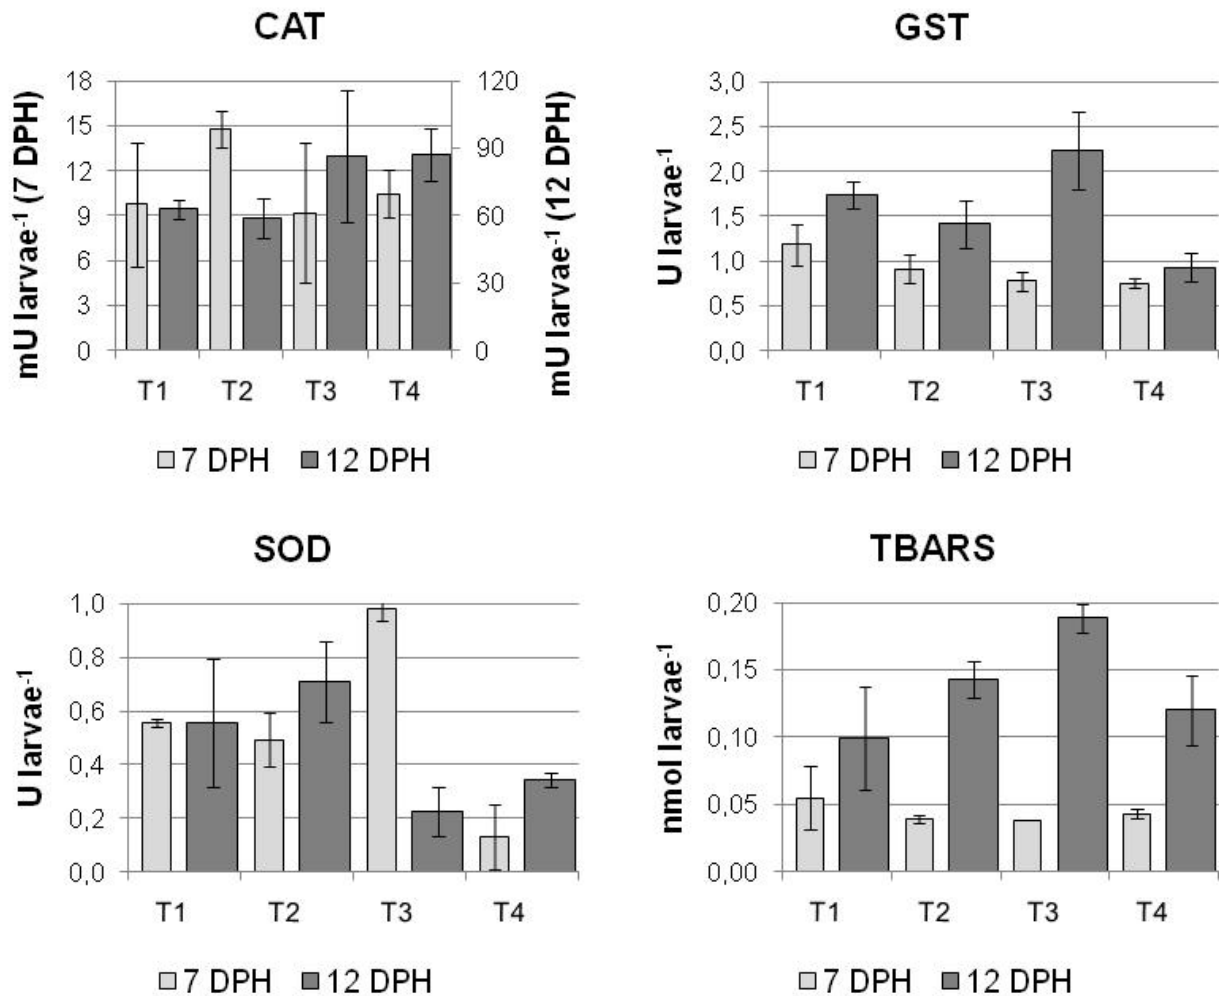 CAT
mU larvae⁻¹ (7 DPH)
18
15
12
9
6
3
0
120
90
60
30
0
mU larvae⁻¹ (12 DPH)
T1 T2 T3 T4
7 DPH 12 DPH
GST
U larvae⁻¹
3,0
2,5
2,0
1,5
1,0
0,5
0,0
T1 T2 T3 T4
7 DPH 12 DPH
SOD
U larvae⁻¹
1,0
0,8
0,6
0,4
0,2
0,0
T1 T2 T3 T4
7 DPH 12 DPH
TBARS
nmol larvae⁻¹
0,20
0,15
0,10
0,05
0,00
T1 T2 T3 T4
7 DPH 12 DPH